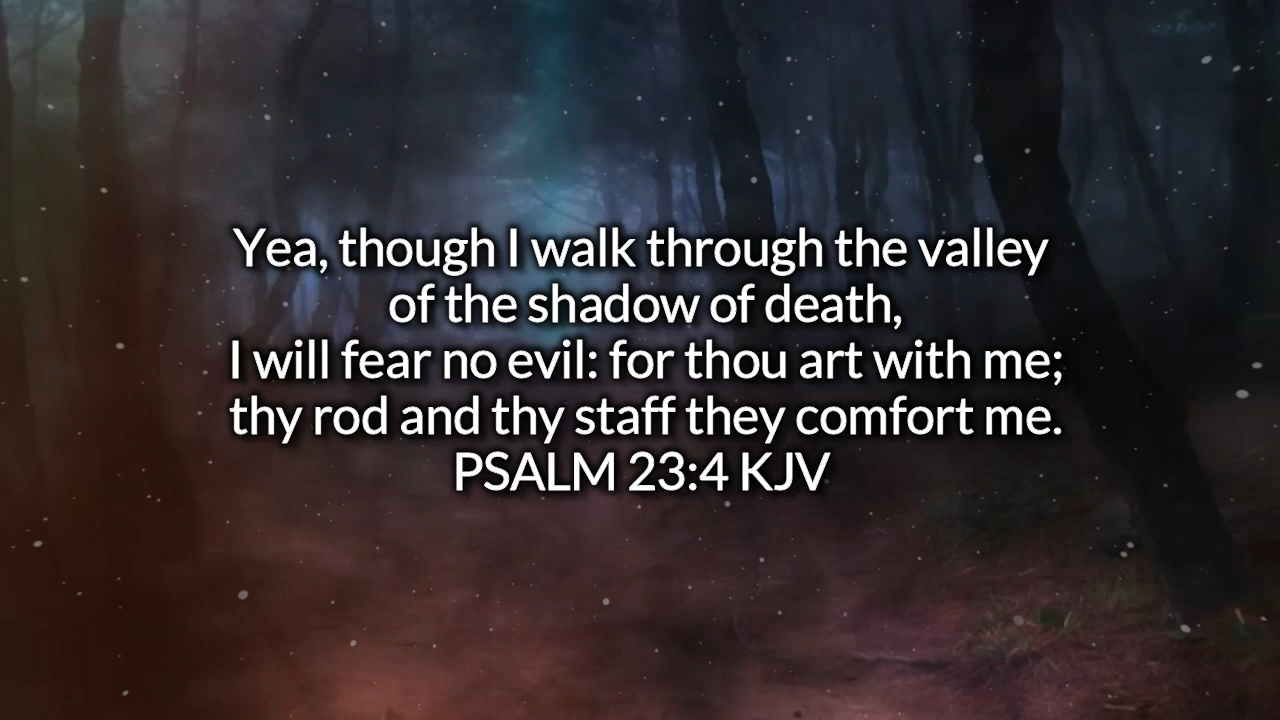 Yea, though I walk through the valley
of the shadow of death,
I will fear no evil: for thou art with me;
thy rod and thy staff they comfort me.
PSALM 23:4 KJV